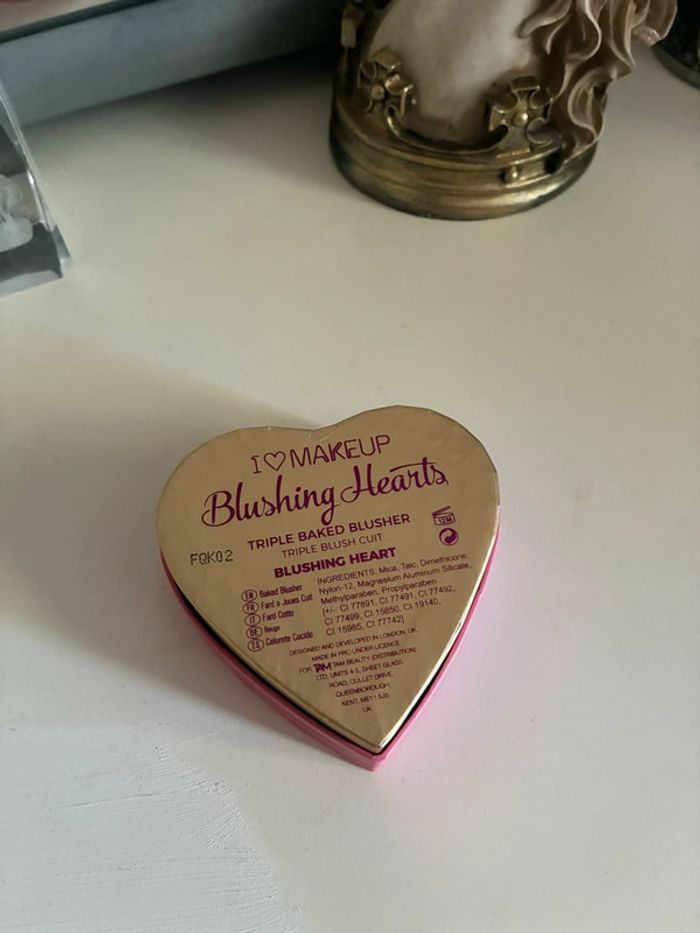 I ♡ MAKEUP
Blushing Hearts
TRIPLE BAKED BLUSHER
TRIPLE BLUSH CUIT
BLUSHING HEART
12M
FQK02
EN Baked Blusher
FR Fard a Joues Cuit
IT Fard Cotto
DE Rouge
ES Colorete Cocido
INGREDIENTS: Mica, Talc, Dimethicone,
Nylon-12, Magnesium Aluminum Silicate,
Methylparaben, Propylparaben
[+/- CI 77891, CI 77491, CI 77492,
CI 77499, CI 15850, CI 19140,
CI 15985, CI 77742]
DESIGNED AND DEVELOPED IN LONDON, UK.
MADE IN PRC UNDER LICENCE
FOR TAM TAM BEAUTY (DISTRIBUTION)
LTD, UNITS 4-5, SHEET GLASS
ROAD, CULLET DRIVE,
QUEENBOROUGH,
KENT, ME11 5JS
UK